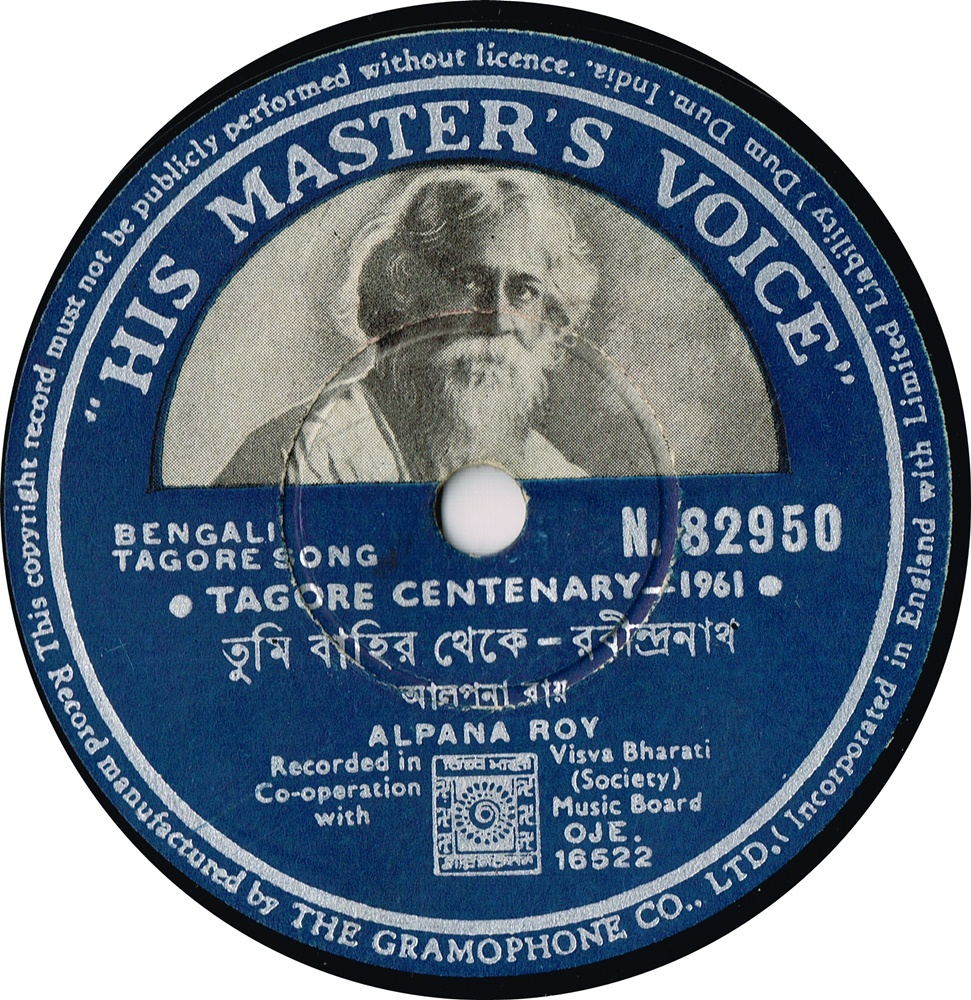 This copyright record must not be publicly performed without licence.
"HIS MASTER'S VOICE"
BENGALI
TAGORE SONG
N. 82950
• TAGORE CENTENARY - 1961 •
তুমি বাহির থেকে - রবীন্দ্রনাথ
আলপনা রায়
ALPANA ROY
Recorded in
Co-operation
with
Visva Bharati
(Society)
Music Board
OJE.
16522
This Record manufactured by THE GRAMOPHONE CO., LTD. (Incorporated in England with Limited Liability) Dum Dum, India.